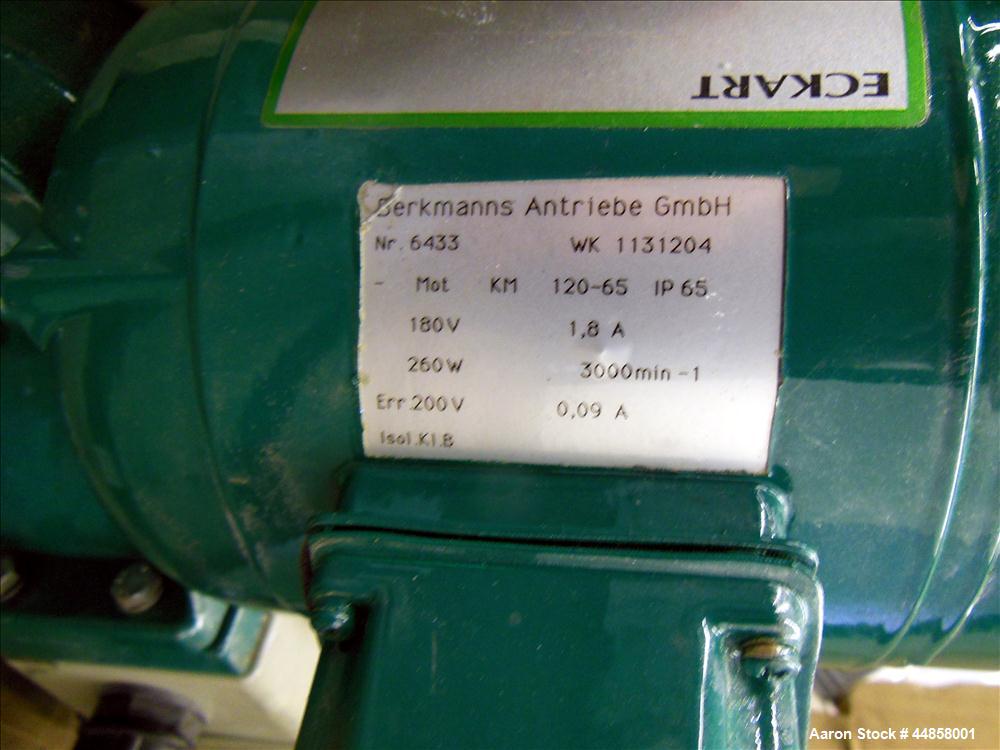 ECKART
Berkmanns Antriebe GmbH
Nr. 6433 WK 1131204
- Mot KM 120-65 IP 65
180V 1,8 A
260W 3000min -1
Err.200V 0,09 A
Isol.Kl.B
Aaron Stock # 44858001